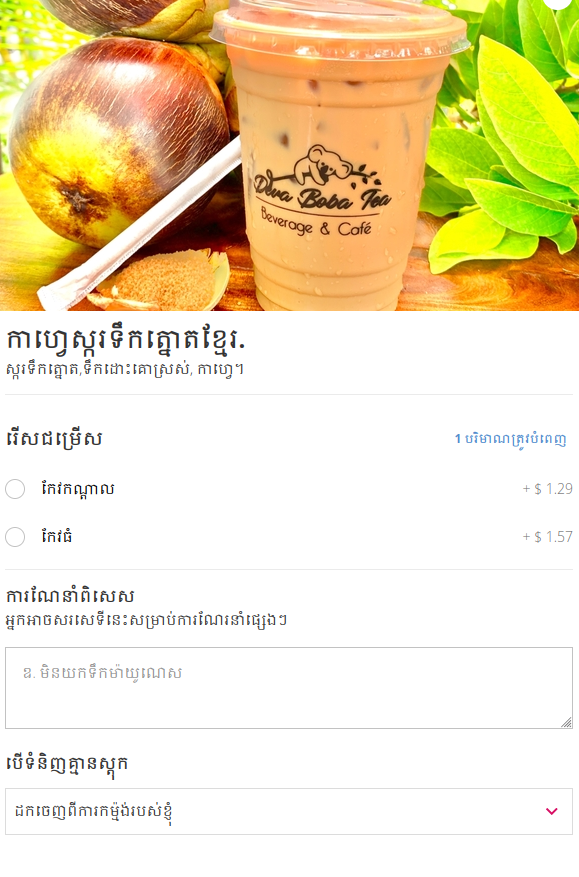 Deva Boba Tea
Beverage & Café
កាហ្វេស្ករទឹកត្នោតខ្មែរ.
ស្ករទឹកត្នោត,ទឹកដោះគោស្រស់, កាហ្វេ។
រើសជម្រើស 1 បរិមាណត្រូវបំពេញ
កែវកណ្តាល + $ 1.29
កែវធំ + $ 1.57
ការណែនាំពិសេស
អ្នកអាចសរសេទីនេះសម្រាប់ការណែរនាំផ្សេងៗ
ឧ. មិនយកទឹកម៉ាយូណេស
បើទំនិញគ្មានស្តុក
ដកចេញពីការកម្ម៉ង់របស់ខ្ញុំ